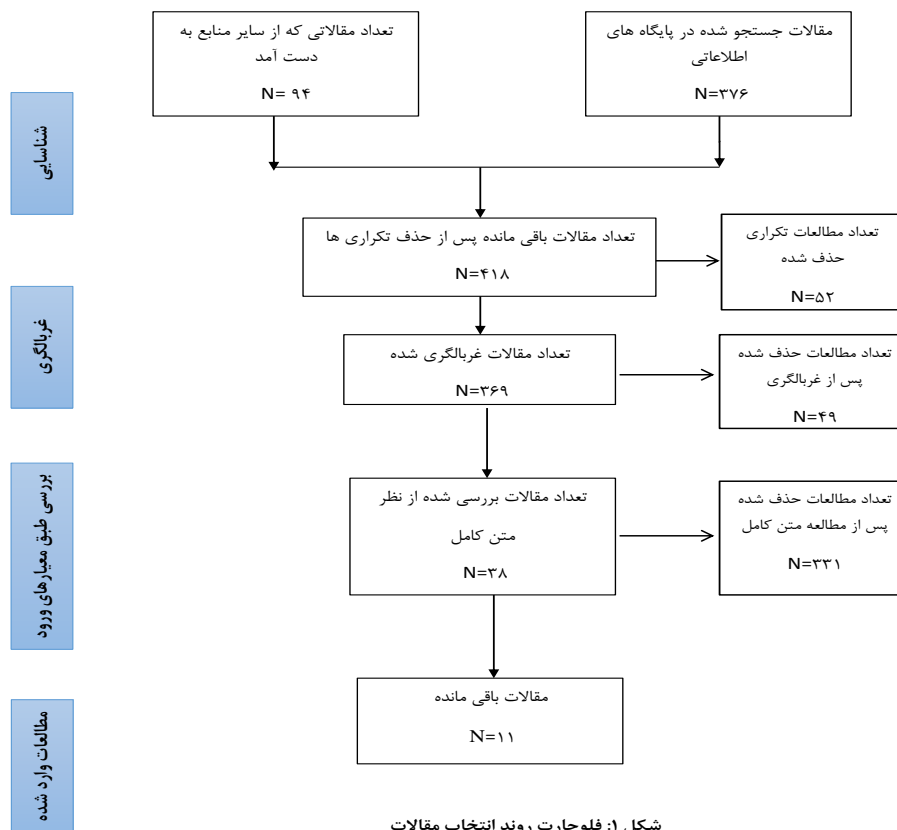 مقالات جستجو شده در پایگاه های
اطلاعاتی
N=۳۷۶
تعداد مقالاتی که از سایر منابع به
دست آمد
N= ۹۴
شناسایی
تعداد مقالات باقی مانده پس از حذف تکراری ها
N=۴۱۸
تعداد مطالعات تکراری
حذف شده
N=۵۲
غربالگری
تعداد مقالات غربالگری شده
N=۳۶۹
تعداد مطالعات حذف شده
پس از غربالگری
N=۴۹
بررسی طبق معیارهای ورود
تعداد مقالات بررسی شده از نظر
متن کامل
N=۳۸
تعداد مطالعات حذف شده
پس از مطالعه متن کامل
N=۳۳۱
مطالعات وارد شده
مقالات باقی مانده
N=۱۱
شکل ۱: فلوچارت روند انتخاب مقالات